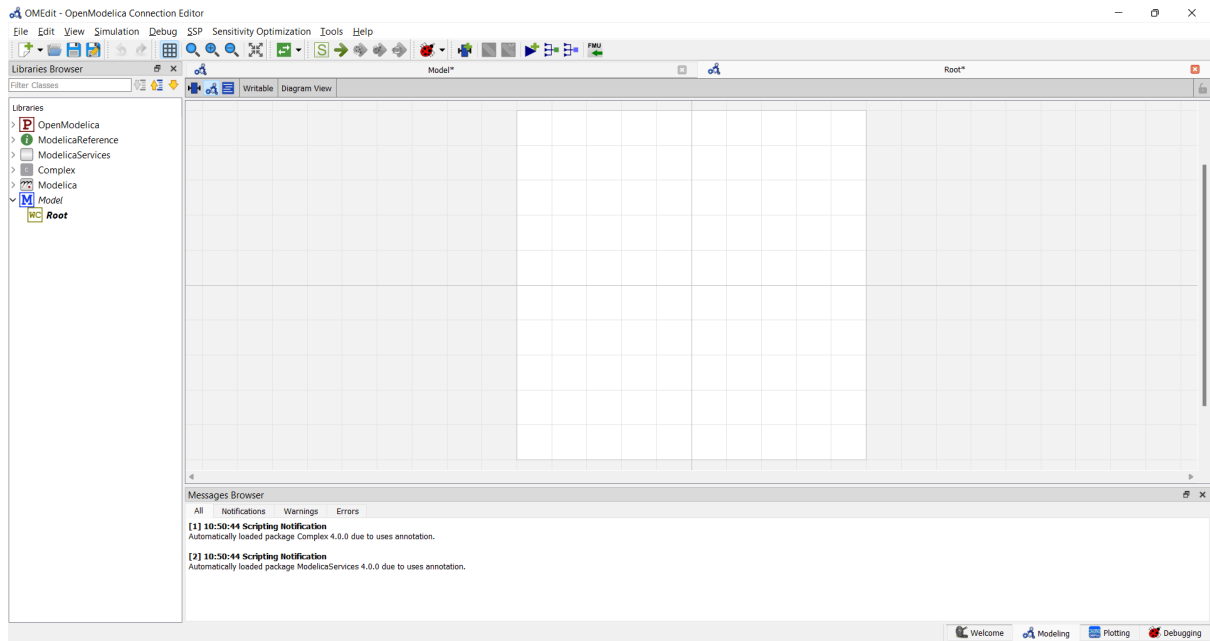 OMEdit - OpenModelica Connection Editor
File Edit View Simulation Debug SSP Sensitivity Optimization Tools Help
S FMU
Libraries Browser
Model*
Root*
Filter Classes
Writable Diagram View
Libraries
P OpenModelica
i ModelicaReference
ModelicaServices
C Complex
Modelica
M Model
WC Root
Messages Browser
All Notifications Warnings Errors
[1] 10:50:44 Scripting Notification
Automatically loaded package Complex 4.0.0 due to uses annotation.
[2] 10:50:44 Scripting Notification
Automatically loaded package ModelicaServices 4.0.0 due to uses annotation.
Welcome Modeling Plotting Debugging